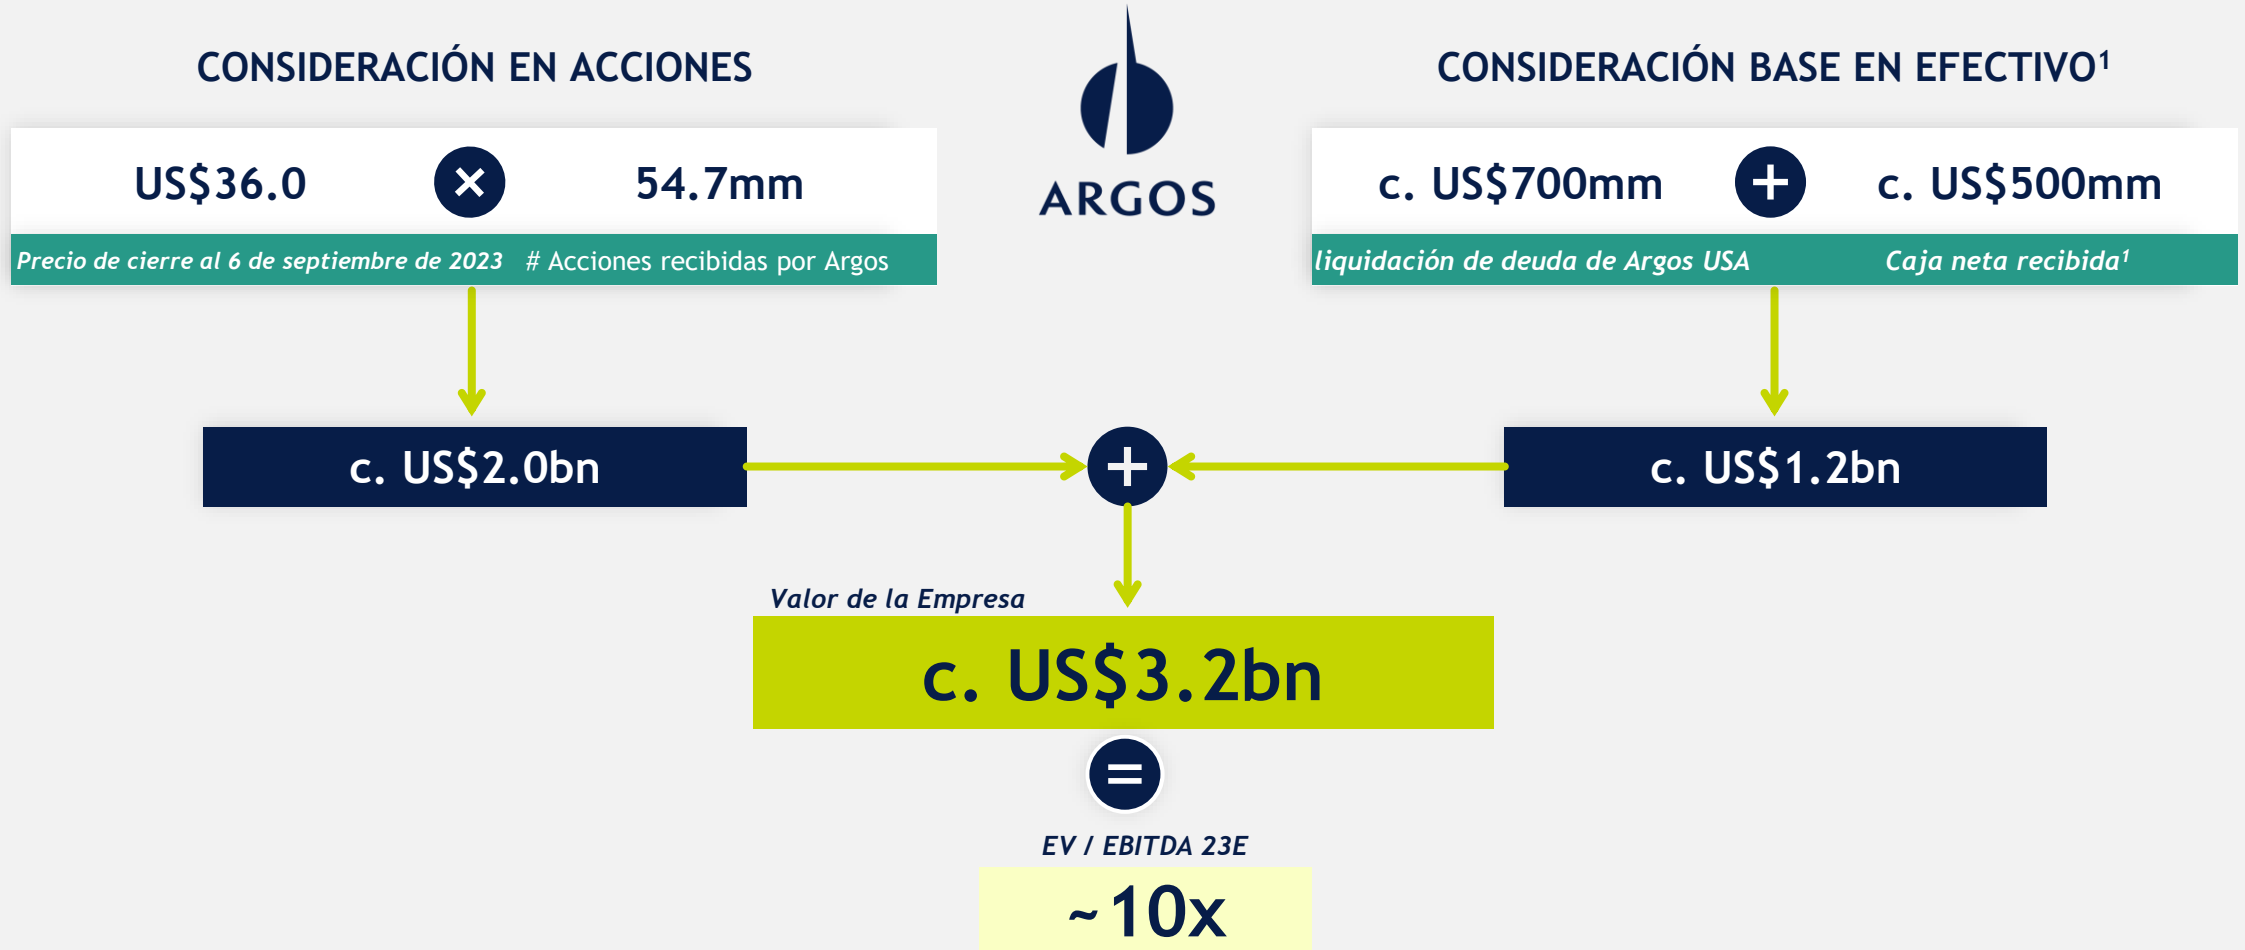 CONSIDERACIÓN EN ACCIONES
CONSIDERACIÓN BASE EN EFECTIVO¹
ARGOS
US$36.0 × 54.7mm
Precio de cierre al 6 de septiembre de 2023 # Acciones recibidas por Argos
c. US$700mm + c. US$500mm
liquidación de deuda de Argos USA Caja neta recibida¹
c. US$2.0bn + c. US$1.2bn
Valor de la Empresa
c. US$3.2bn
=
EV / EBITDA 23E
~10x